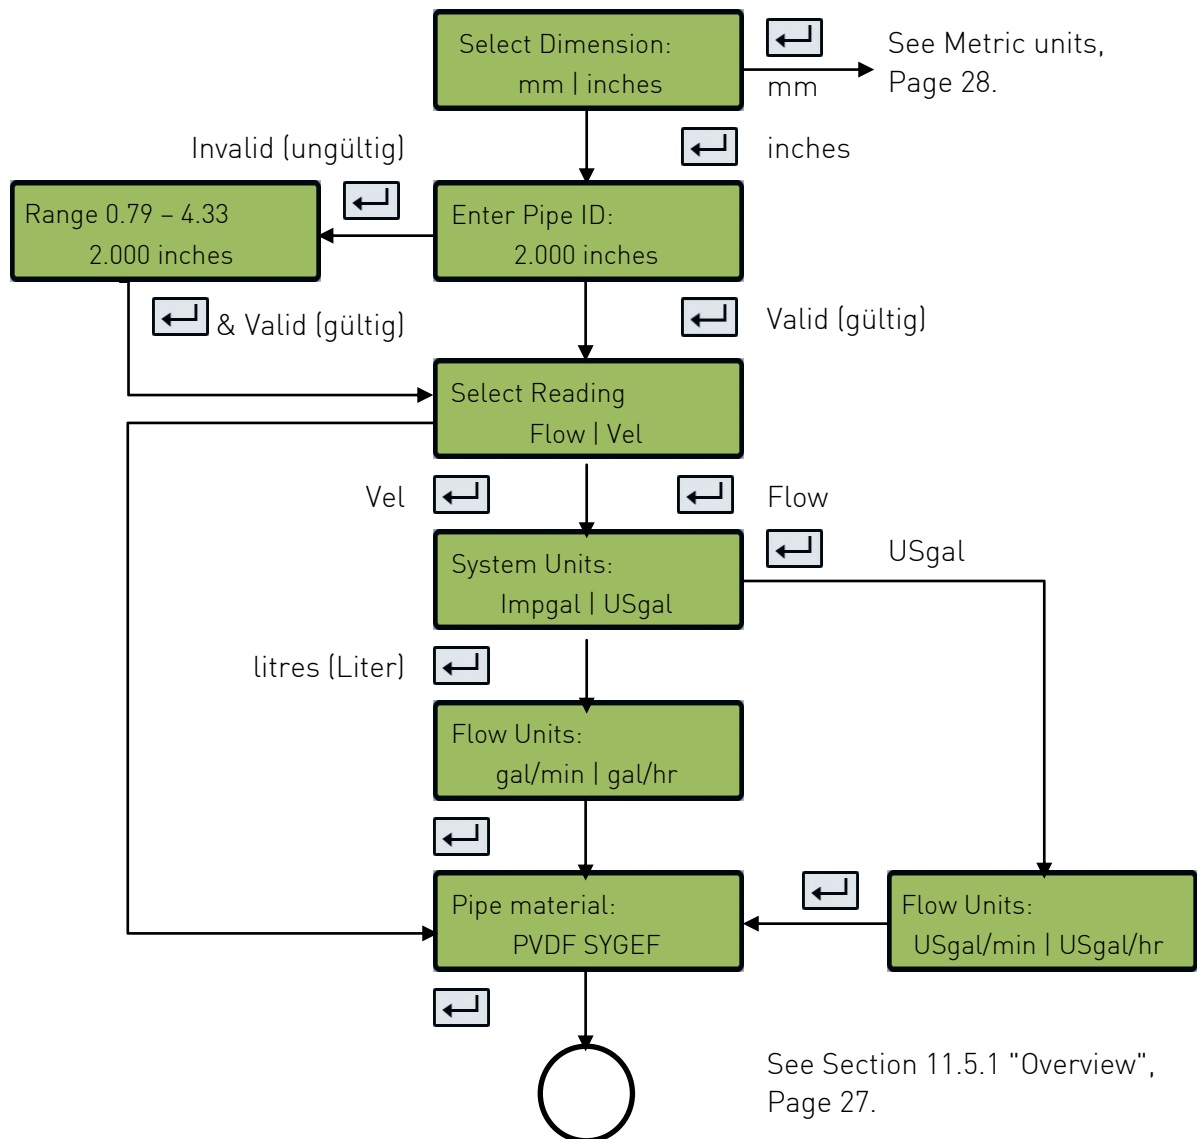 Select Dimension:
mm | inches
mm
See Metric units,
Page 28.
inches
Invalid (ungültig)
Range 0.79 – 4.33
2.000 inches
Enter Pipe ID:
2.000 inches
& Valid (gültig)
Valid (gültig)
Select Reading
Flow | Vel
Vel
Flow
USgal
System Units:
Impgal | USgal
litres (Liter)
Flow Units:
gal/min | gal/hr
Pipe material:
PVDF SYGEF
Flow Units:
USgal/min | USgal/hr
See Section 11.5.1 "Overview",
Page 27.